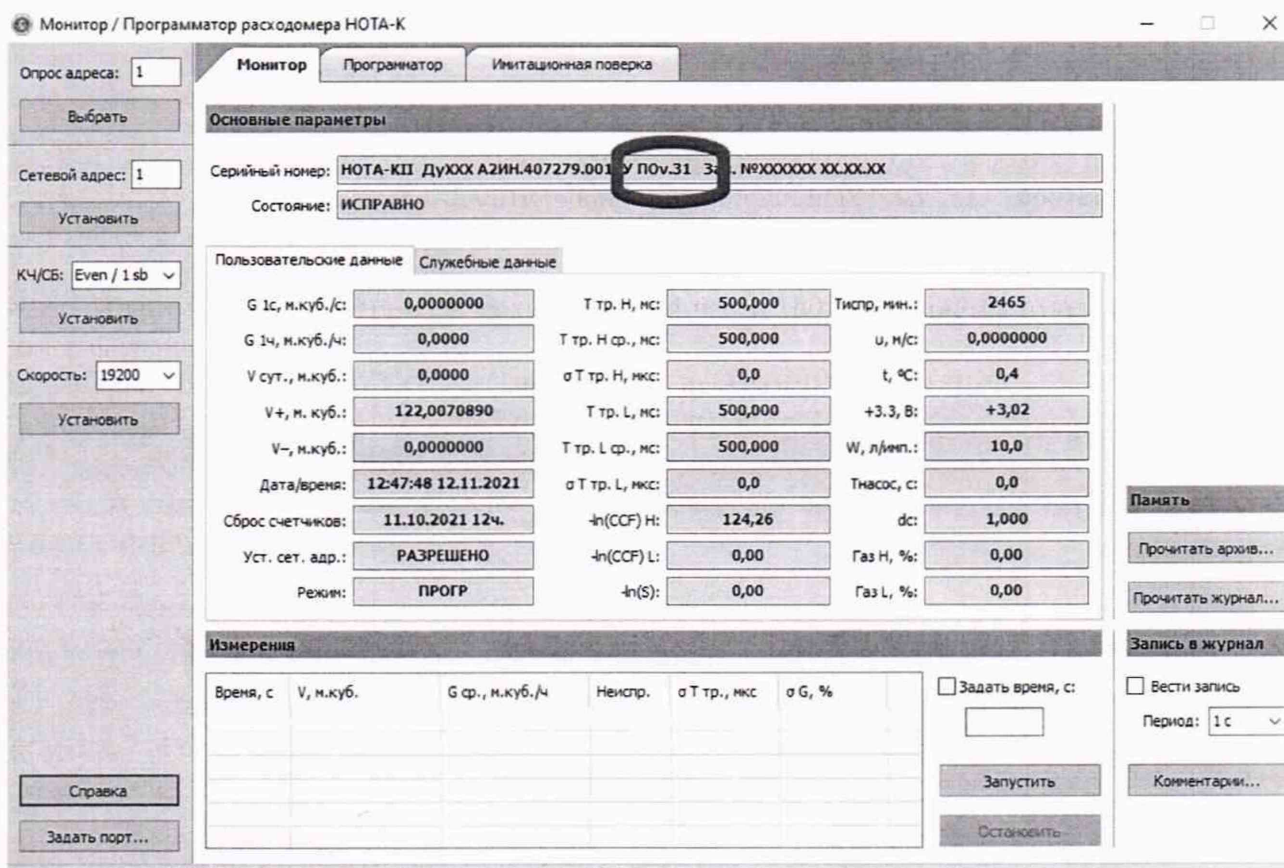 Монитор / Программатор расходомера НОТА-К
Опрос адреса: 1
Выбрать
Сетевой адрес: 1
Установить
КЧ/СБ: Even / 1 sb
Установить
Скорость: 19200
Установить
Справка
Задать порт...
Монитор Программатор Имитационная поверка
Основные параметры
Серийный номер: НОТА-КП ДуХХХ А2ИН.407279.001 У ПОv.31 №XXXXXX XX.XX.XX
Состояние: ИСПРАВНО
Пользовательские данные Служебные данные
G 1с, м.куб./с: 0,0000000 Т тр. H, мс: 500,000 Тиспр, мин.: 2465
G 1ч, м.куб./ч: 0,0000 Т тр. H ср., мс: 500,000 u, м/с: 0,0000000
V сут., м.куб.: 0,0000 σ Т тр. H, мкс: 0,0 t, ºC: 0,4
V+, м. куб.: 122,0070890 Т тр. L, мс: 500,000 +3.3, В: +3,02
V−, м.куб.: 0,0000000 Т тр. L ср., мс: 500,000 W, л/имп.: 10,0
Дата/время: 12:47:48 12.11.2021 σ Т тр. L, мкс: 0,0 Тнасос, с: 0,0
Сброс счетчиков: 11.10.2021 12ч. -ln(CCF) H: 124,26 dc: 1,000
Уст. сет. адр.: РАЗРЕШЕНО -ln(CCF) L: 0,00 Газ H, %: 0,00
Режим: ПРОГР -ln(S): 0,00 Газ L, %: 0,00
Измерения
Время, с V, м.куб. G ср., м.куб./ч Неиспр. σ Т тр., мкс σ G, %
Задать время, с:
Запустить
Остановить
Память
Прочитать архив...
Прочитать журнал...
Запись в журнал
Вести запись
Период: 1 с
Комментарии...